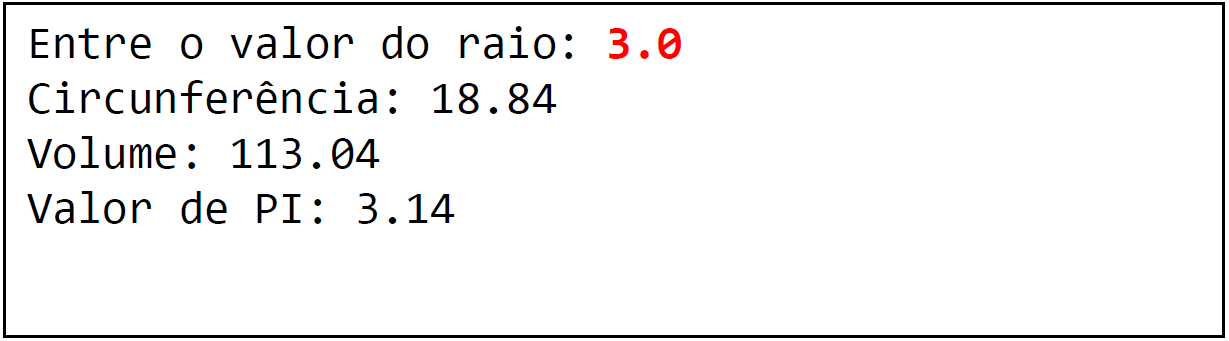 Entre o valor do raio: 3.0
Circunferência: 18.84
Volume: 113.04
Valor de PI: 3.14